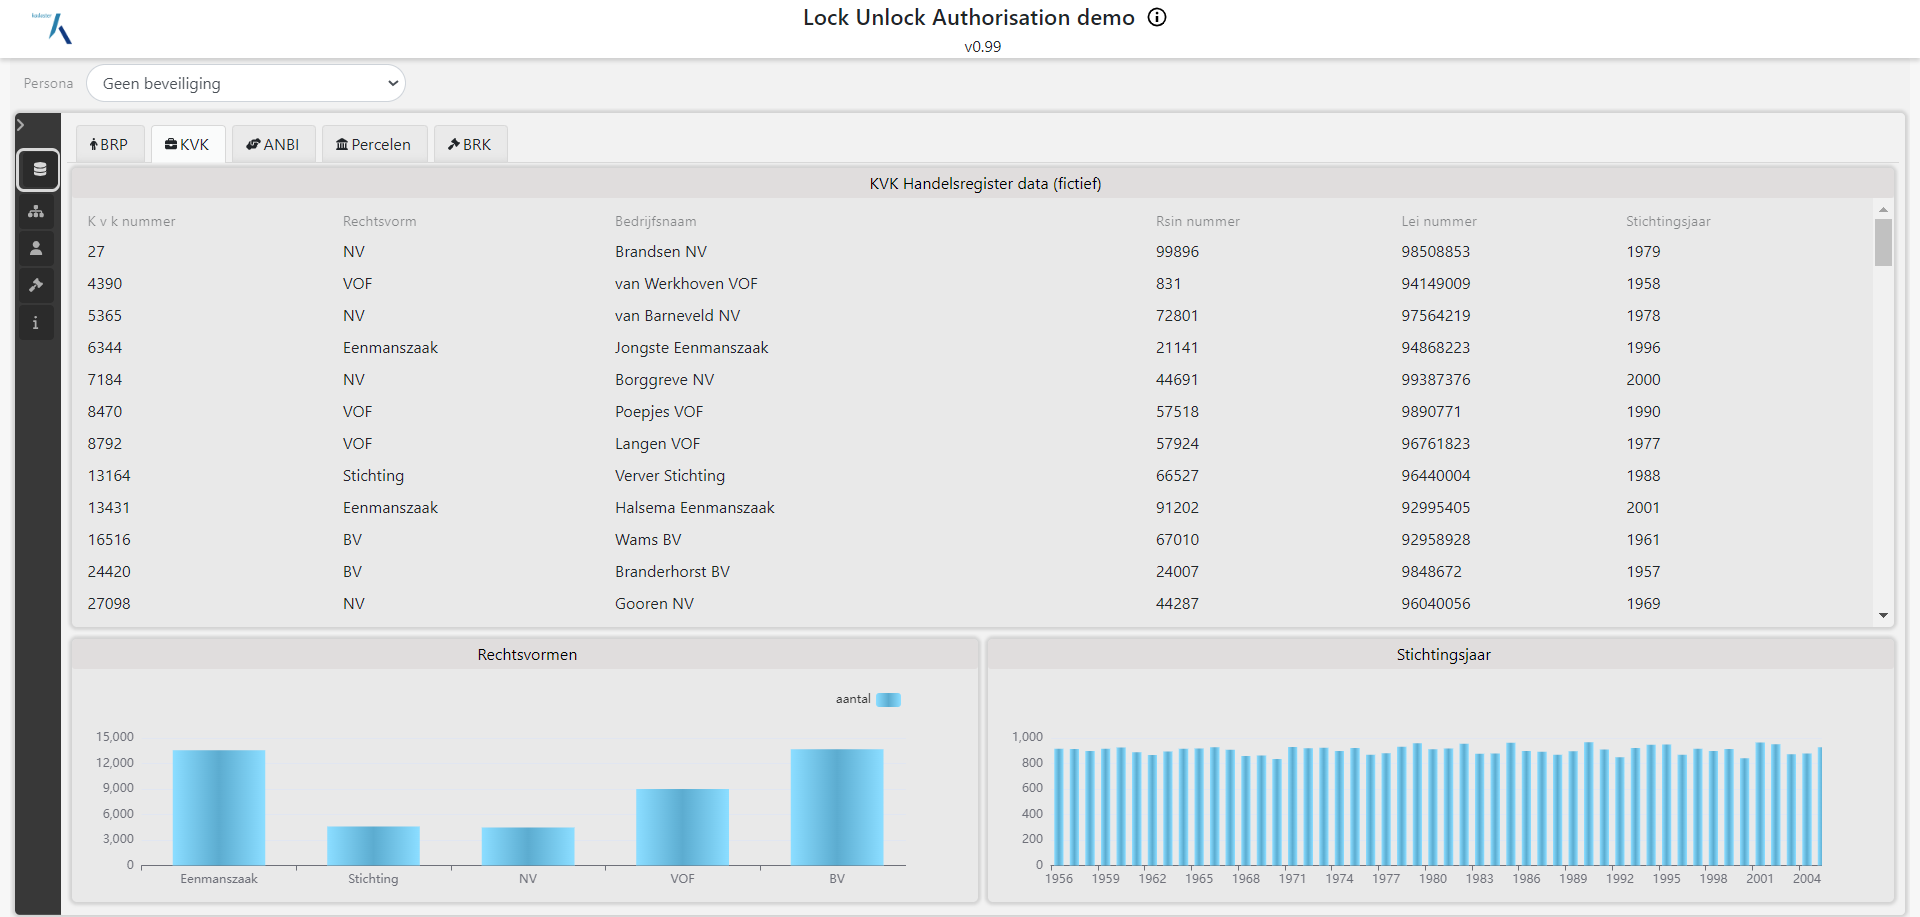 kadaster
Lock Unlock Authorisation demo
v0.99
Persona Geen beveiliging
BRP KVK ANBI Percelen BRK
KVK Handelsregister data (fictief)
K v k nummer Rechtsvorm Bedrijfsnaam Rsin nummer Lei nummer Stichtingsjaar
27 NV Brandsen NV 99896 98508853 1979
4390 VOF van Werkhoven VOF 831 94149009 1958
5365 NV van Barneveld NV 72801 97564219 1978
6344 Eenmanszaak Jongste Eenmanszaak 21141 94868223 1996
7184 NV Borggreve NV 44691 99387376 2000
8470 VOF Poepjes VOF 57518 9890771 1990
8792 VOF Langen VOF 57924 96761823 1977
13164 Stichting Verver Stichting 66527 96440004 1988
13431 Eenmanszaak Halsema Eenmanszaak 91202 92995405 2001
16516 BV Wams BV 67010 92958928 1961
24420 BV Branderhorst BV 24007 9848672 1957
27098 NV Gooren NV 44287 96040056 1969
Rechtsvormen
aantal
15,000
12,000
9,000
6,000
3,000
0
Eenmanszaak Stichting NV VOF BV
Stichtingsjaar
1,000
800
600
400
200
0
1956 1959 1962 1965 1968 1971 1974 1977 1980 1983 1986 1989 1992 1995 1998 2001 2004